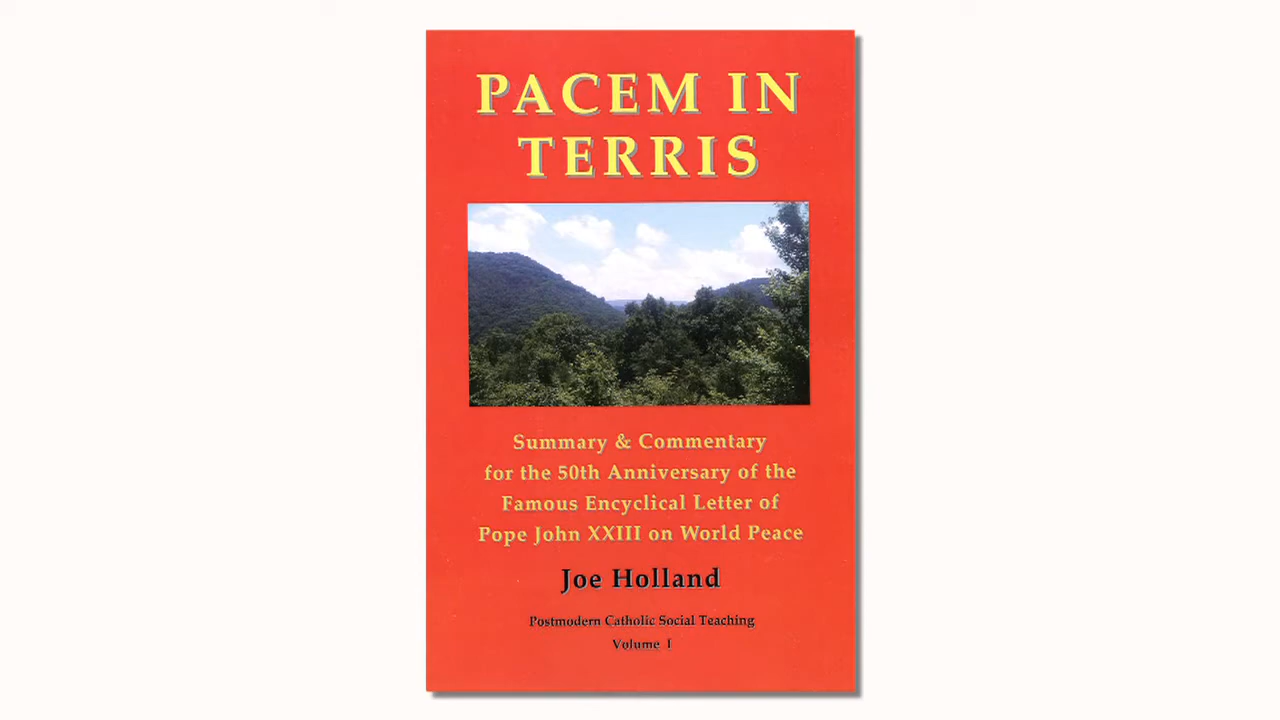 PACEM IN
TERRIS
Summary & Commentary
for the 50th Anniversary of the
Famous Encyclical Letter of
Pope John XXIII on World Peace
Joe Holland
Postmodern Catholic Social Teaching
Volume 1